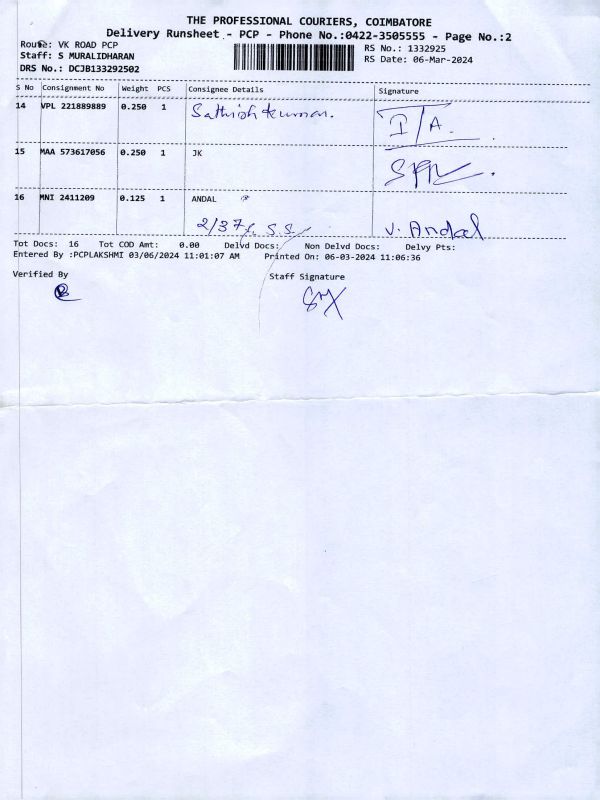 THE PROFESSIONAL COURIERS, COIMBATORE
Delivery Runsheet - PCP - Phone No.:0422-3505555 - Page No.:2
Route: VK ROAD PCP RS No.: 1332925
Staff: S MURALIDHARAN RS Date: 06-Mar-2024
DRS No.: DCJB133292502
S No Consignment No Weight PCS Consignee Details Signature
14 VPL 221889889 0.250 1 Sathish kumar. I/A.
15 MAA 573617056 0.250 1 JK
16 MNI 2411209 0.125 1 ANDAL
2/37 S.S. V. Andal
Tot Docs: 16 Tot COD Amt: 0.00 Delvd Docs: Non Delvd Docs: Delvy Pts:
Entered By :PCPLAKSHMI 03/06/2024 11:01:07 AM Printed On: 06-03-2024 11:06:36
Verified By Staff Signature